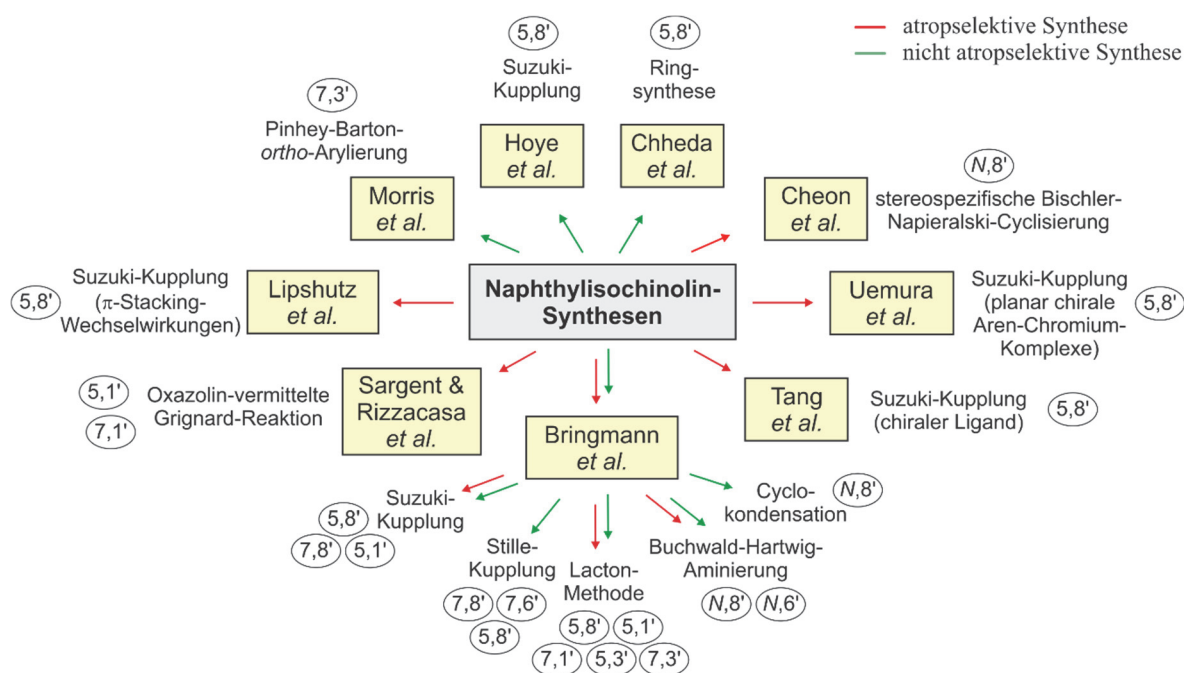 atropselektive Synthese
nicht atropselektive Synthese
5,8'
Suzuki-
Kupplung
Hoye
et al.
5,8'
Ring-
synthese
Chheda
et al.
7,3'
Pinhey-Barton-
ortho-Arylierung
Morris
et al.
N,8'
stereospezifische Bischler-
Napieralski-Cyclisierung
Cheon
et al.
5,8'
Suzuki-Kupplung
(π-Stacking-
Wechselwirkungen)
Lipshutz
et al.
Naphthylisochinolin-
Synthesen
Uemura
et al.
Suzuki-Kupplung
(planar chirale
Aren-Chromium-
Komplexe)
5,8'
5,1'
7,1'
Oxazolin-vermittelte
Grignard-Reaktion
Sargent &
Rizzacasa
et al.
Bringmann
et al.
Tang
et al.
Suzuki-Kupplung
(chiraler Ligand)
5,8'
Suzuki-
Kupplung
5,8'
7,8' 5,1'
Stille-
Kupplung
7,8' 7,6'
5,8'
Lacton-
Methode
5,8' 5,1'
7,1' 5,3' 7,3'
Buchwald-Hartwig-
Aminierung
N,8' N,6'
Cyclo-
kondensation
N,8'